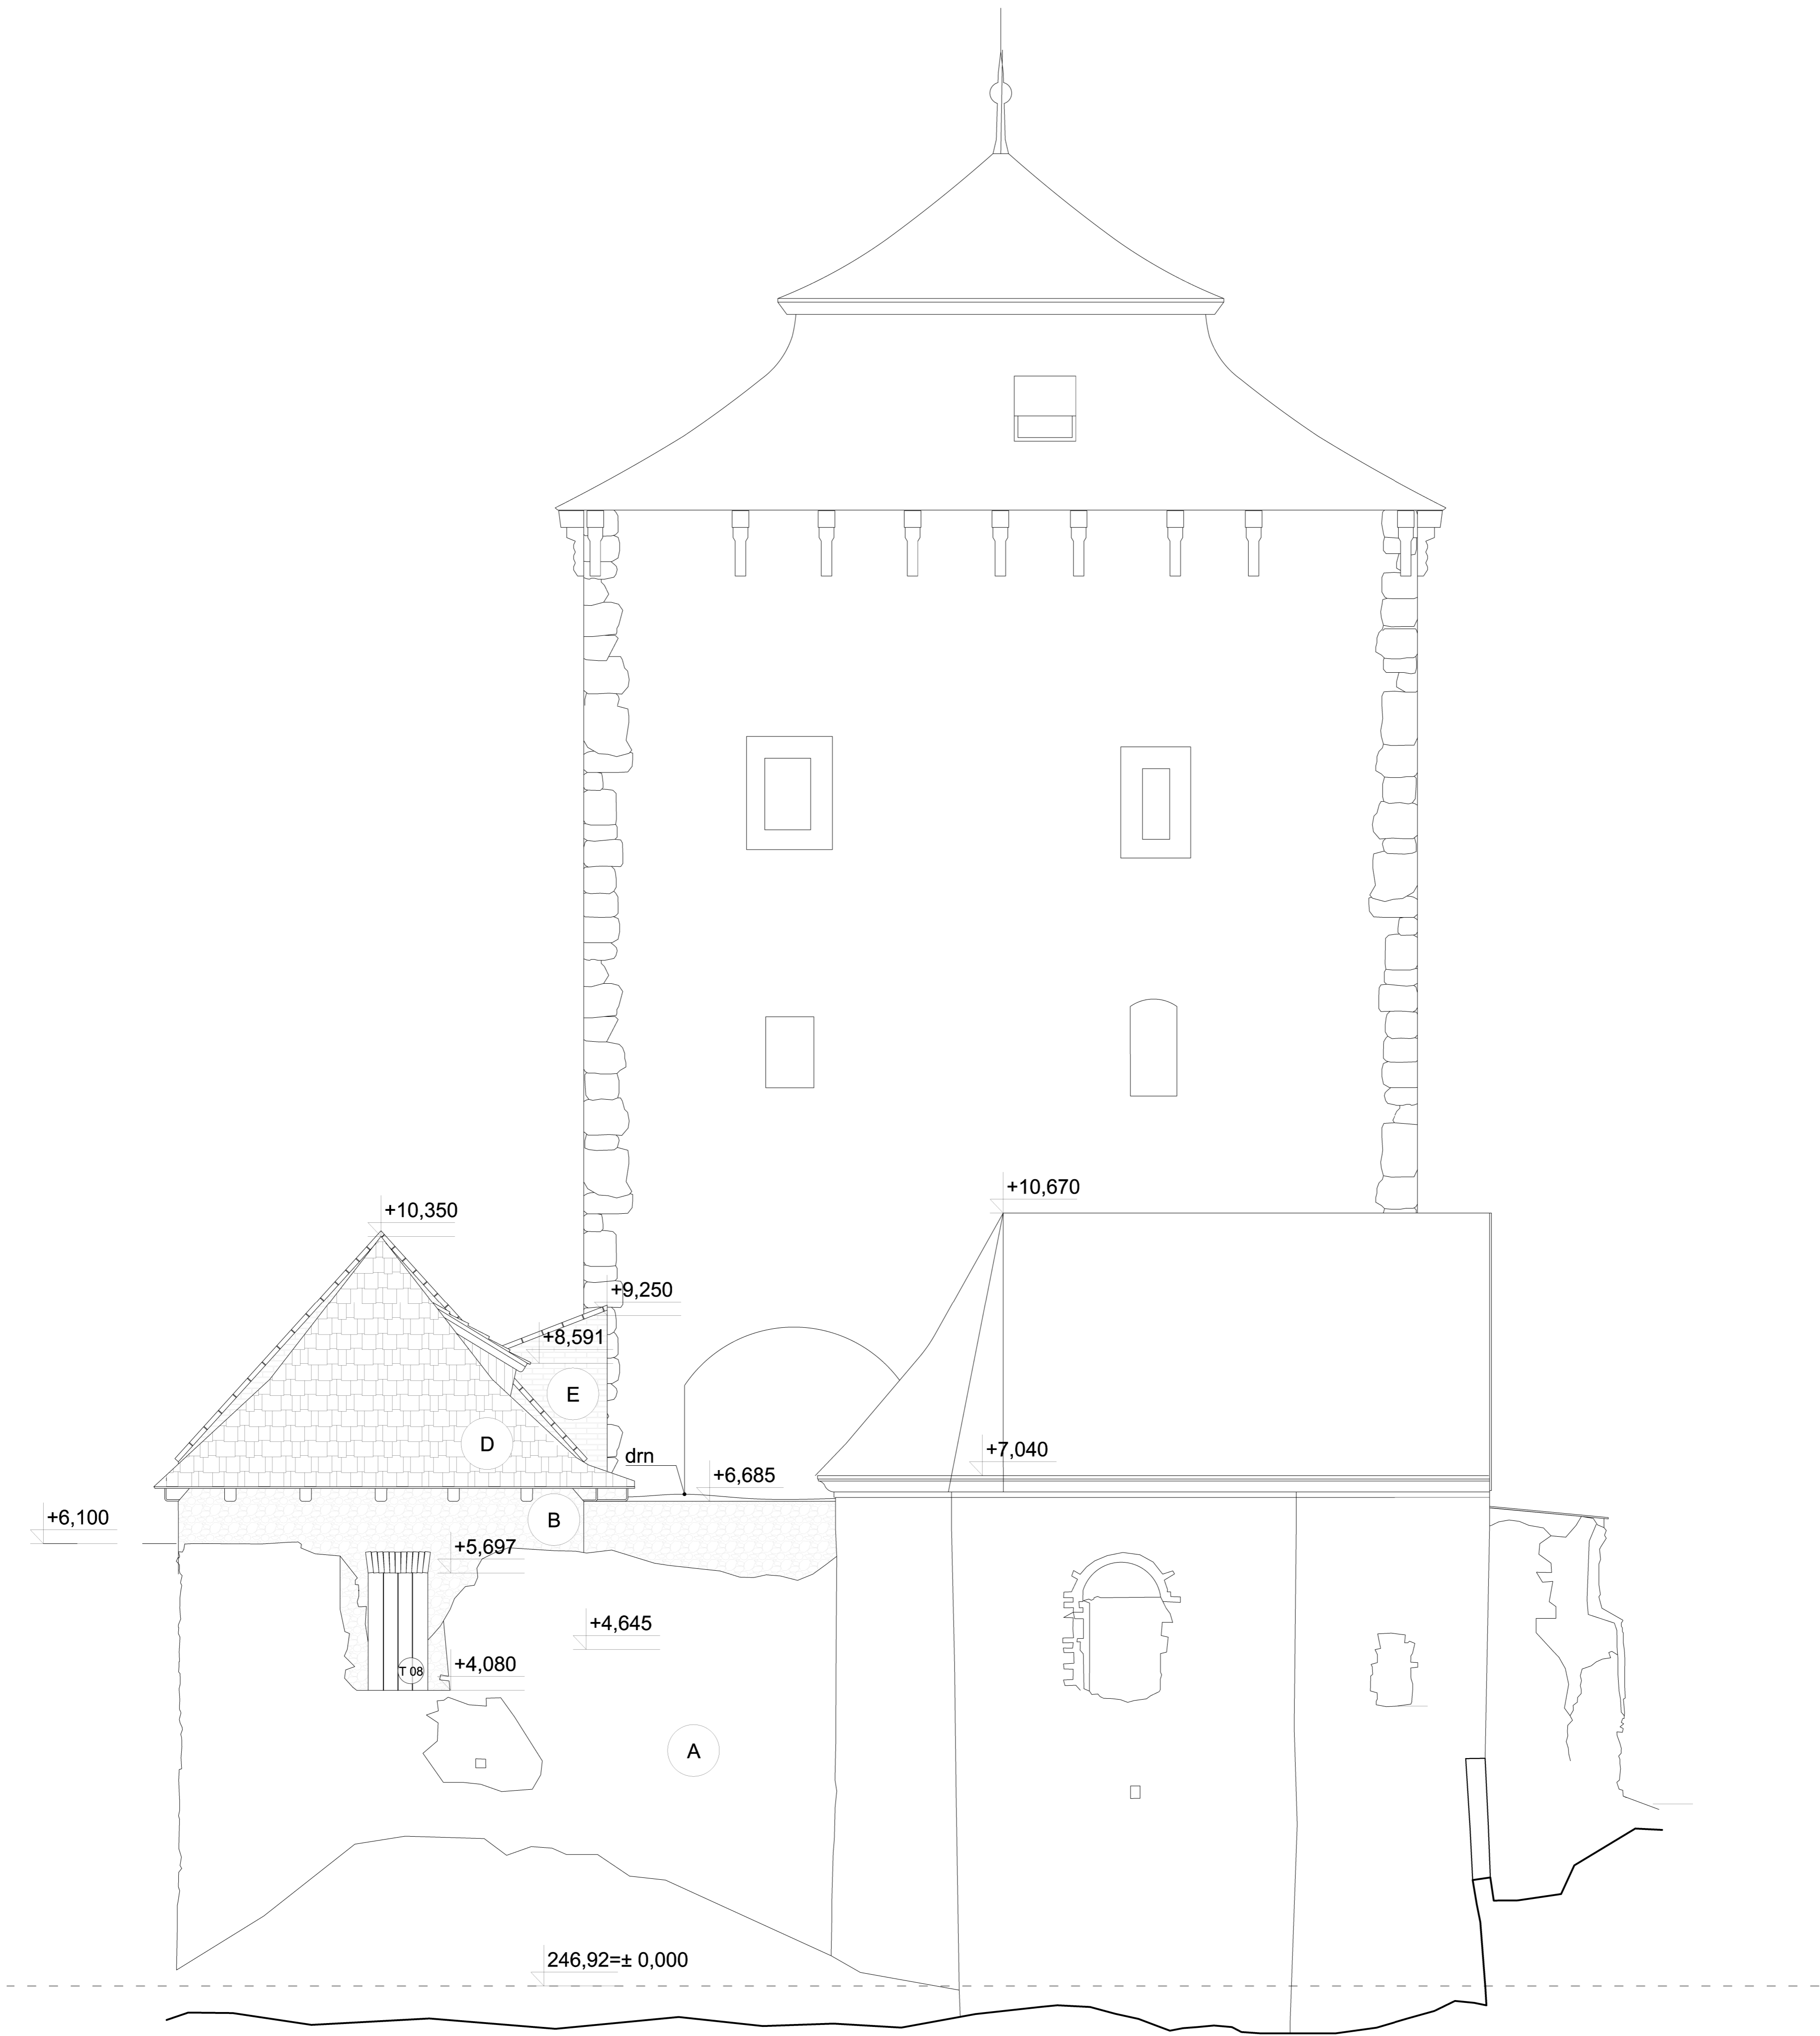 +10,670
+10,350
+9,250
+8,591
E
D
drn
+7,040
+6,685
+6,100
B
+5,697
+4,645
+4,080
T 08
A
246,92=± 0,000